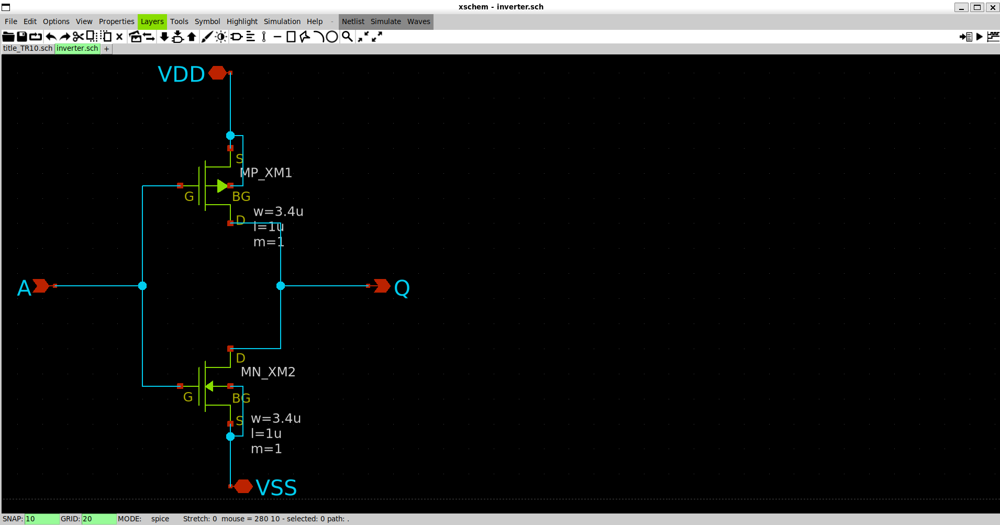 xschem - inverter.sch
File Edit Options View Properties Layers Tools Symbol Highlight Simulation Help - Netlist Simulate Waves
title_TR10.sch inverter.sch +
VDD
S
MP_XM1
G BG
w=3.4u
D
l=1u
m=1
A Q
D
MN_XM2
G BG
S w=3.4u
l=1u
m=1
VSS
SNAP: 10 GRID: 20 MODE: spice Stretch: 0 mouse = 280 10 - selected: 0 path: .